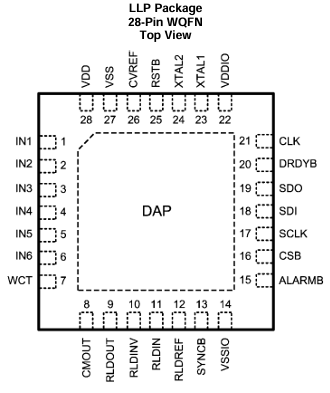 LLP Package
28-Pin WQFN
Top View
VDD VSS CVREF RSTB XTAL2 XTAL1 VDDIO
28 27 26 25 24 23 22
IN1 1 21 CLK
IN2 2 20 DRDYB
IN3 3 19 SDO
IN4 4 DAP 18 SDI
IN5 5 17 SCLK
IN6 6 16 CSB
WCT 7 15 ALARMB
8 9 10 11 12 13 14
CMOUT RLDOUT RLDINV RLDIN RLDREF SYNCB VSSIO